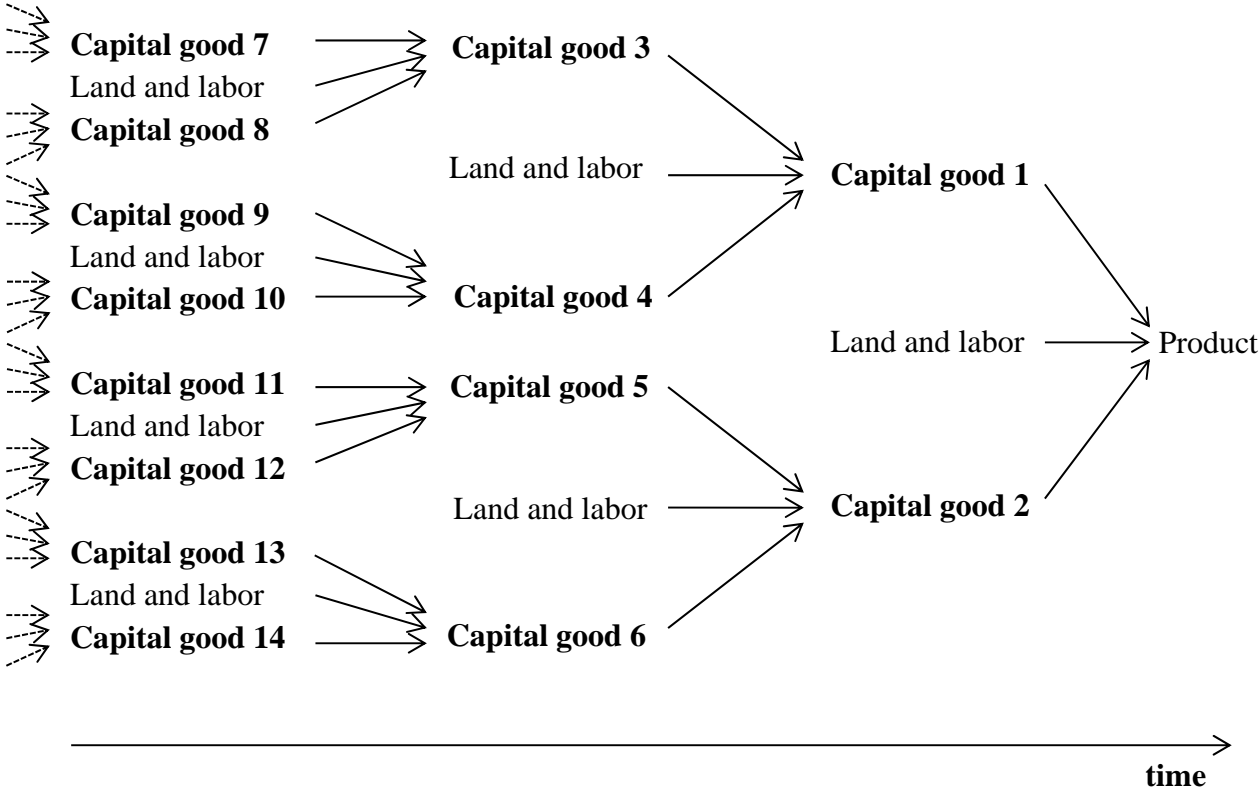 Capital good 7
Land and labor
Capital good 8
Capital good 9
Land and labor
Capital good 10
Capital good 11
Land and labor
Capital good 12
Capital good 13
Land and labor
Capital good 14
Capital good 3
Land and labor
Capital good 4
Capital good 5
Land and labor
Capital good 6
Capital good 1
Land and labor
Capital good 2
Product
time